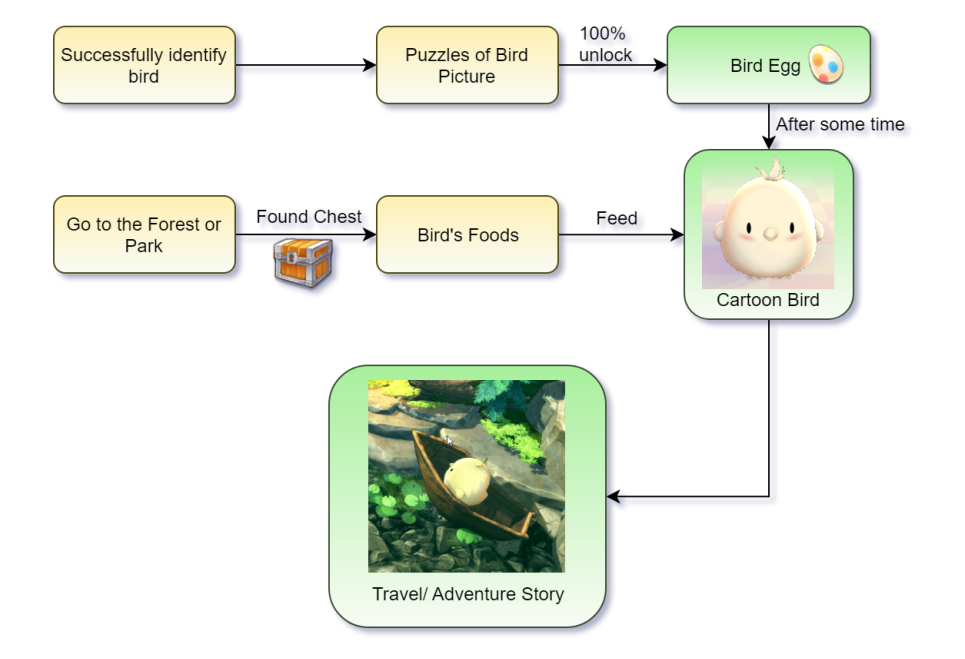 Successfully identify
bird
Puzzles of Bird
Picture
100%
unlock
Bird Egg
After some time
Go to the Forest or
Park
Found Chest
Bird's Foods
Feed
Cartoon Bird
Travel/ Adventure Story